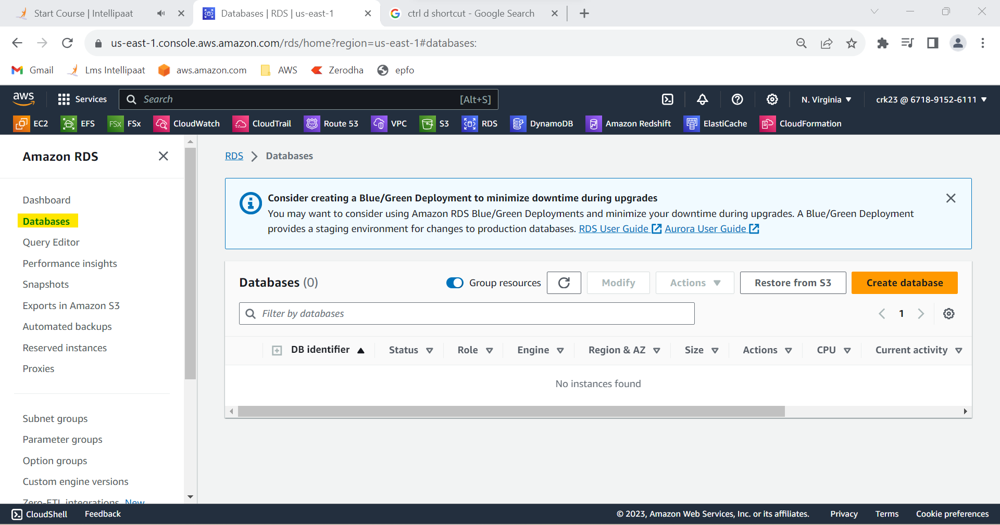 Start Course | Intellipaat
Databases | RDS | us-east-1
ctrl d shortcut - Google Search
us-east-1.console.aws.amazon.com/rds/home?region=us-east-1#databases:
Gmail
Lms Intellipaat
aws.amazon.com
AWS
Zerodha
epfo
aws
Services
Search
[Alt+S]
N. Virginia ▼
crk23 @ 6718-9152-6111 ▼
EC2
EFS
FSx FSx
CloudWatch
CloudTrail
53 Route 53
VPC
S3
RDS
DynamoDB
Amazon Redshift
ElastiCache
CloudFormation
Amazon RDS
Dashboard
Databases
Query Editor
Performance insights
Snapshots
Exports in Amazon S3
Automated backups
Reserved instances
Proxies
Subnet groups
Parameter groups
Option groups
Custom engine versions
Zero-ETL integrations New
RDS > Databases
Consider creating a Blue/Green Deployment to minimize downtime during upgrades
You may want to consider using Amazon RDS Blue/Green Deployments and minimize your downtime during upgrades. A Blue/Green Deployment
provides a staging environment for changes to production databases. RDS User Guide Aurora User Guide
Databases (0)
Group resources
Modify
Actions ▼
Restore from S3
Create database
Filter by databases
1
DB identifier
Status
Role
Engine
Region & AZ
Size
Actions
CPU
Current activity
No instances found
CloudShell
Feedback
© 2023, Amazon Web Services, Inc. or its affiliates.
Privacy
Terms
Cookie preferences